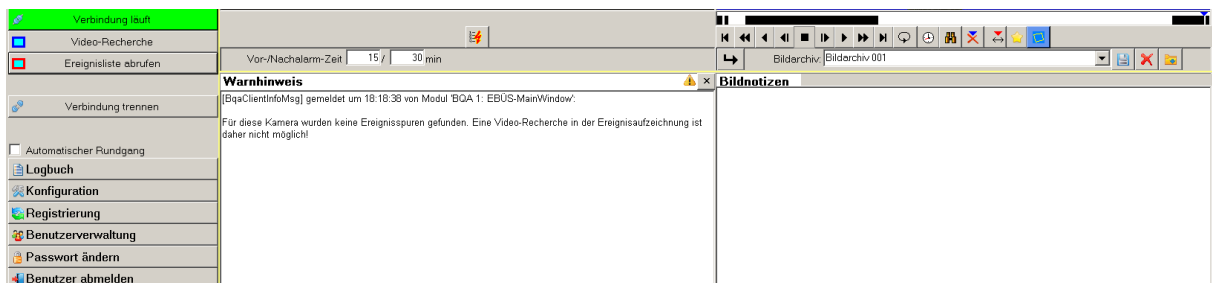 Verbindung läuft
Video-Recherche
Ereignisliste abrufen
Verbindung trennen
Automatischer Rundgang
Logbuch
Konfiguration
Registrierung
Benutzerverwaltung
Passwort ändern
Benutzer abmelden
Vor-/Nachalarm-Zeit 15 / 30 min
Warnhinweis
[BqaClientInfoMsg] gemeldet um 18:18:38 von Modul 'BQA 1: EBÜS-MainWindow':
Für diese Kamera wurden keine Ereignisspuren gefunden. Eine Video-Recherche in der Ereignisaufzeichnung ist
daher nicht möglich!
Bildarchiv: Bildarchiv 001
Bildnotizen